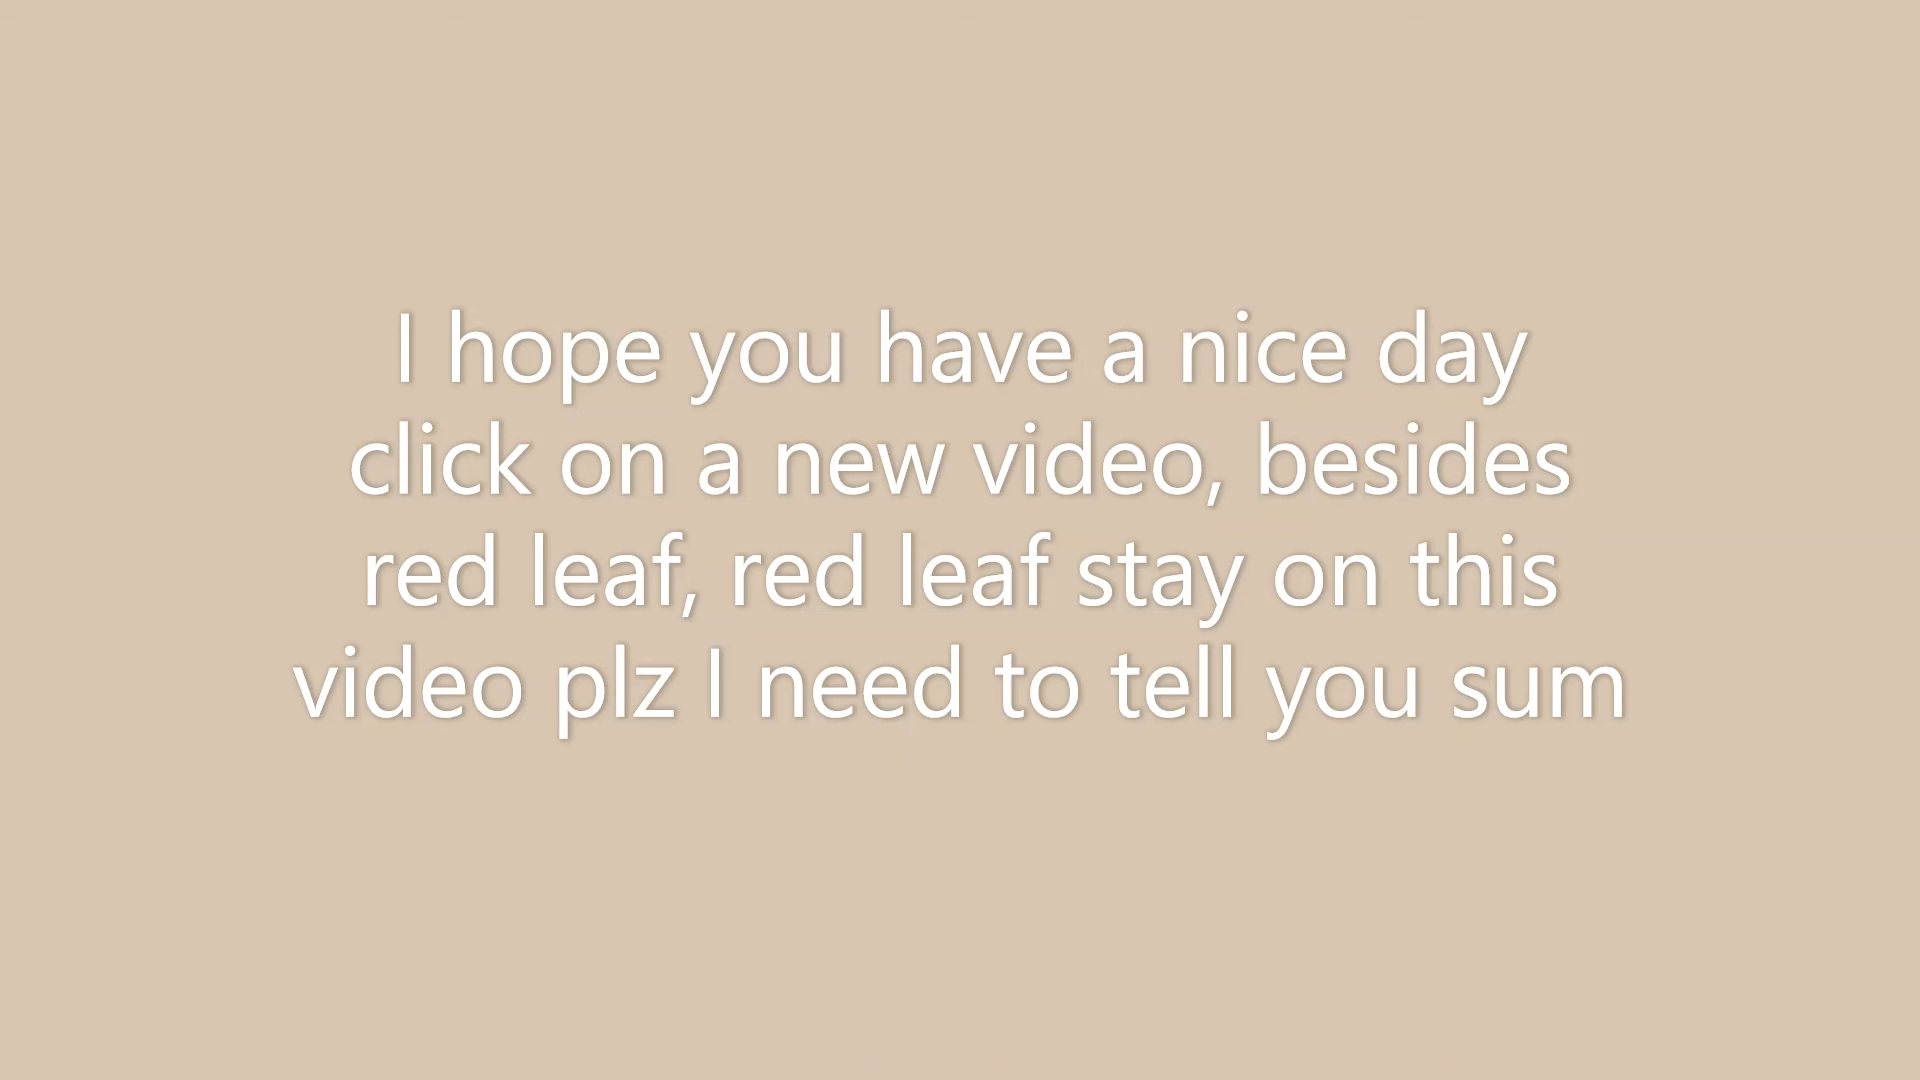 I hope you have a nice day
click on a new video, besides
red leaf, red leaf stay on this
video plz I need to tell you sum